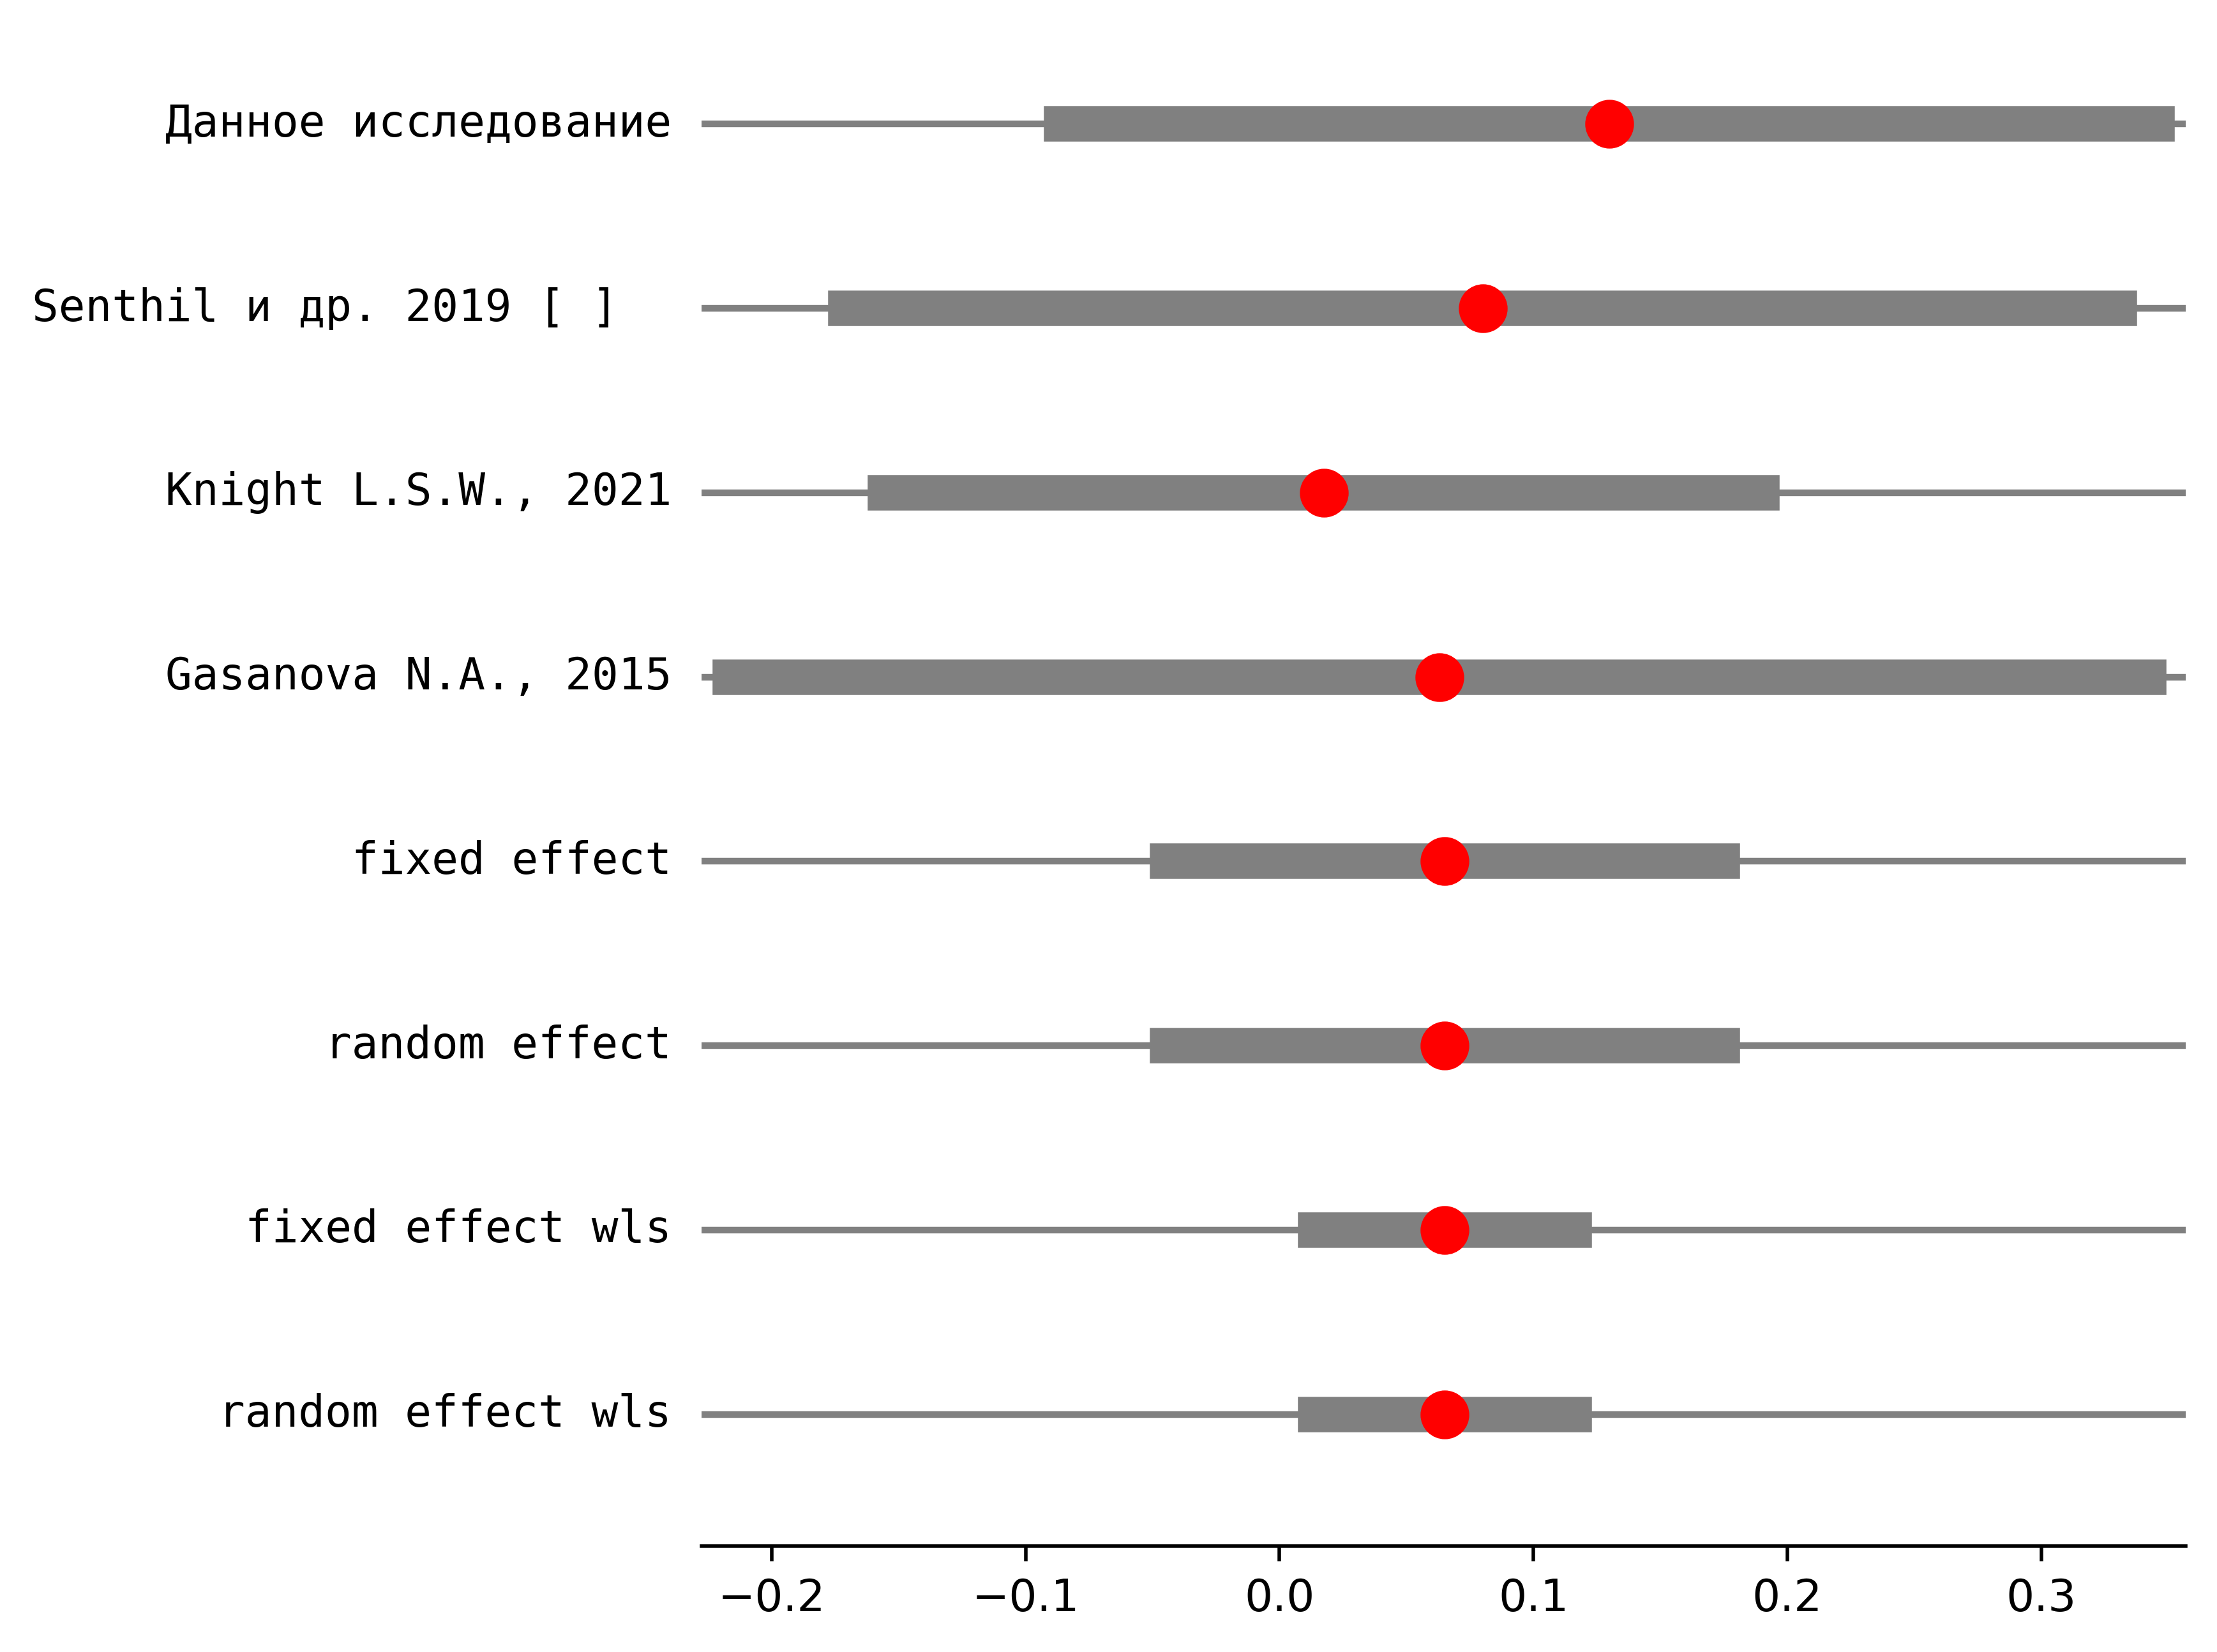 Данное исследование
Senthil и др. 2019 [ ]
Knight L.S.W., 2021
Gasanova N.A., 2015
fixed effect
random effect
fixed effect wls
random effect wls
−0.2 −0.1 0.0 0.1 0.2 0.3